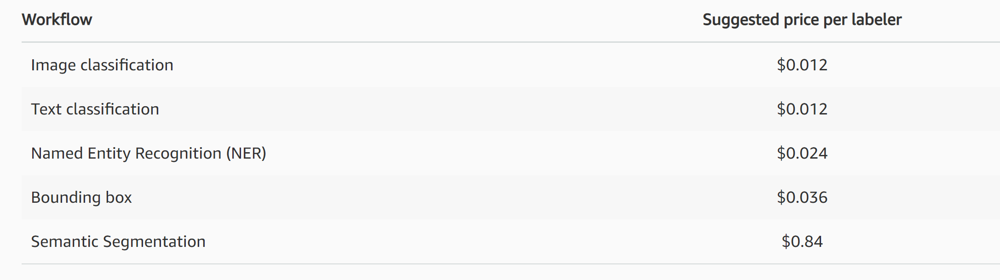 Workflow Suggested price per labeler
Image classification $0.012
Text classification $0.012
Named Entity Recognition (NER) $0.024
Bounding box $0.036
Semantic Segmentation $0.84